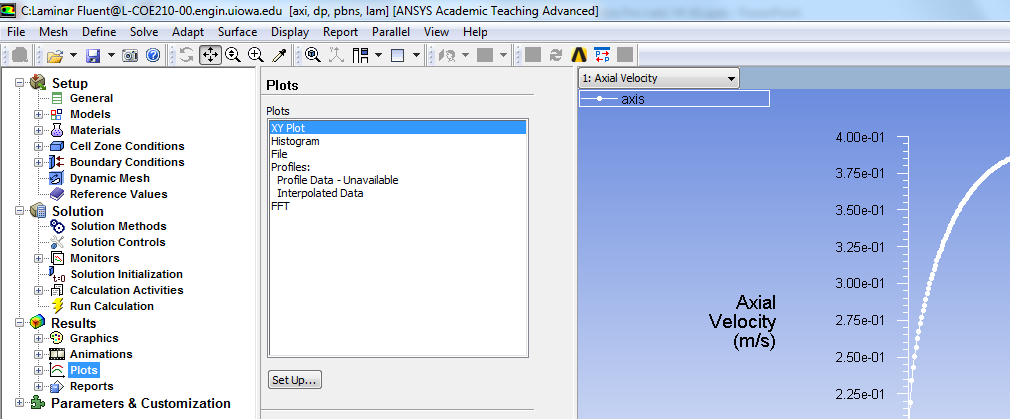 C:Laminar Fluent@L-COE210-00.engin.uiowa.edu [axi, dp, pbns, lam] [ANSYS Academic Teaching Advanced]
File Mesh Define Solve Adapt Surface Display Report Parallel View Help
Setup
General
Models
Materials
Cell Zone Conditions
Boundary Conditions
Dynamic Mesh
Reference Values
Solution
Solution Methods
Solution Controls
Monitors
t=0 Solution Initialization
Calculation Activities
Run Calculation
Results
Graphics
Animations
Plots
Reports
Parameters & Customization
Plots
Plots
XY Plot
Histogram
File
Profiles:
Profile Data - Unavailable
Interpolated Data
FFT
Set Up...
1: Axial Velocity
axis
4.00e-01
3.75e-01
3.50e-01
3.25e-01
3.00e-01
2.75e-01
2.50e-01
2.25e-01
Axial
Velocity
(m/s)